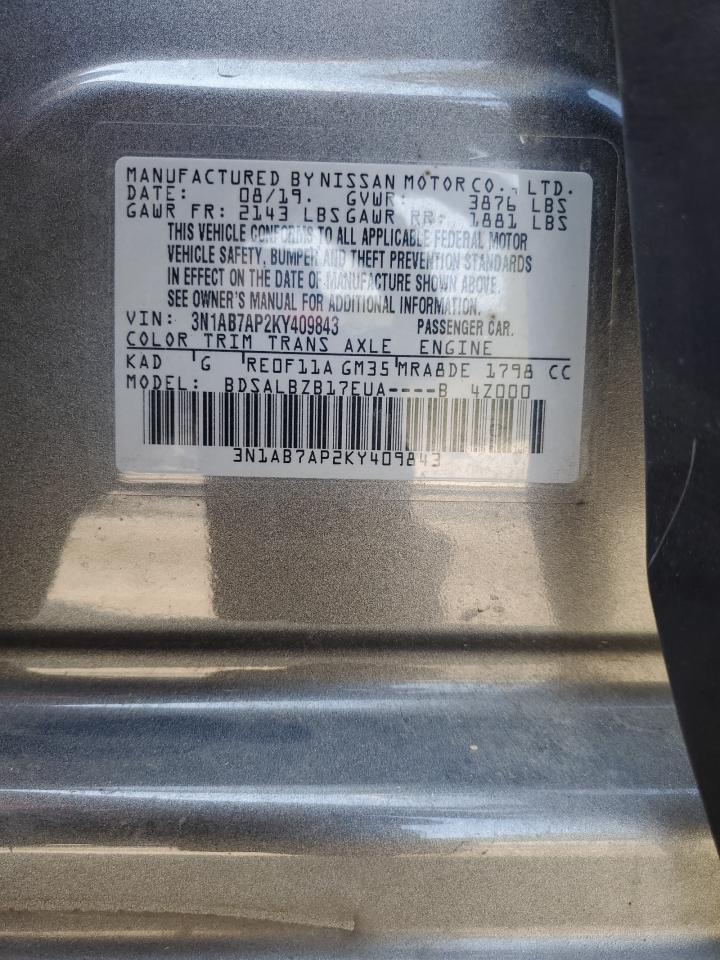 MANUFACTURED BY NISSAN MOTOR CO., LTD.
DATE: 08/19. GVWR: 3876 LBS
GAWR FR: 2143 LBS GAWR RR: 1881 LBS
THIS VEHICLE CONFORMS TO ALL APPLICABLE FEDERAL MOTOR
VEHICLE SAFETY, BUMPER AND THEFT PREVENTION STANDARDS
IN EFFECT ON THE DATE OF MANUFACTURE SHOWN ABOVE.
SEE OWNER'S MANUAL FOR ADDITIONAL INFORMATION.
VIN: 3N1AB7AP2KY409843 PASSENGER CAR.
COLOR TRIM TRANS AXLE ENGINE
KAD G RE0F11A GM35 MRA8DE 1798 CC
MODEL: BDSALBZB17EUA----B 4Z000
3N1AB7AP2KY409843